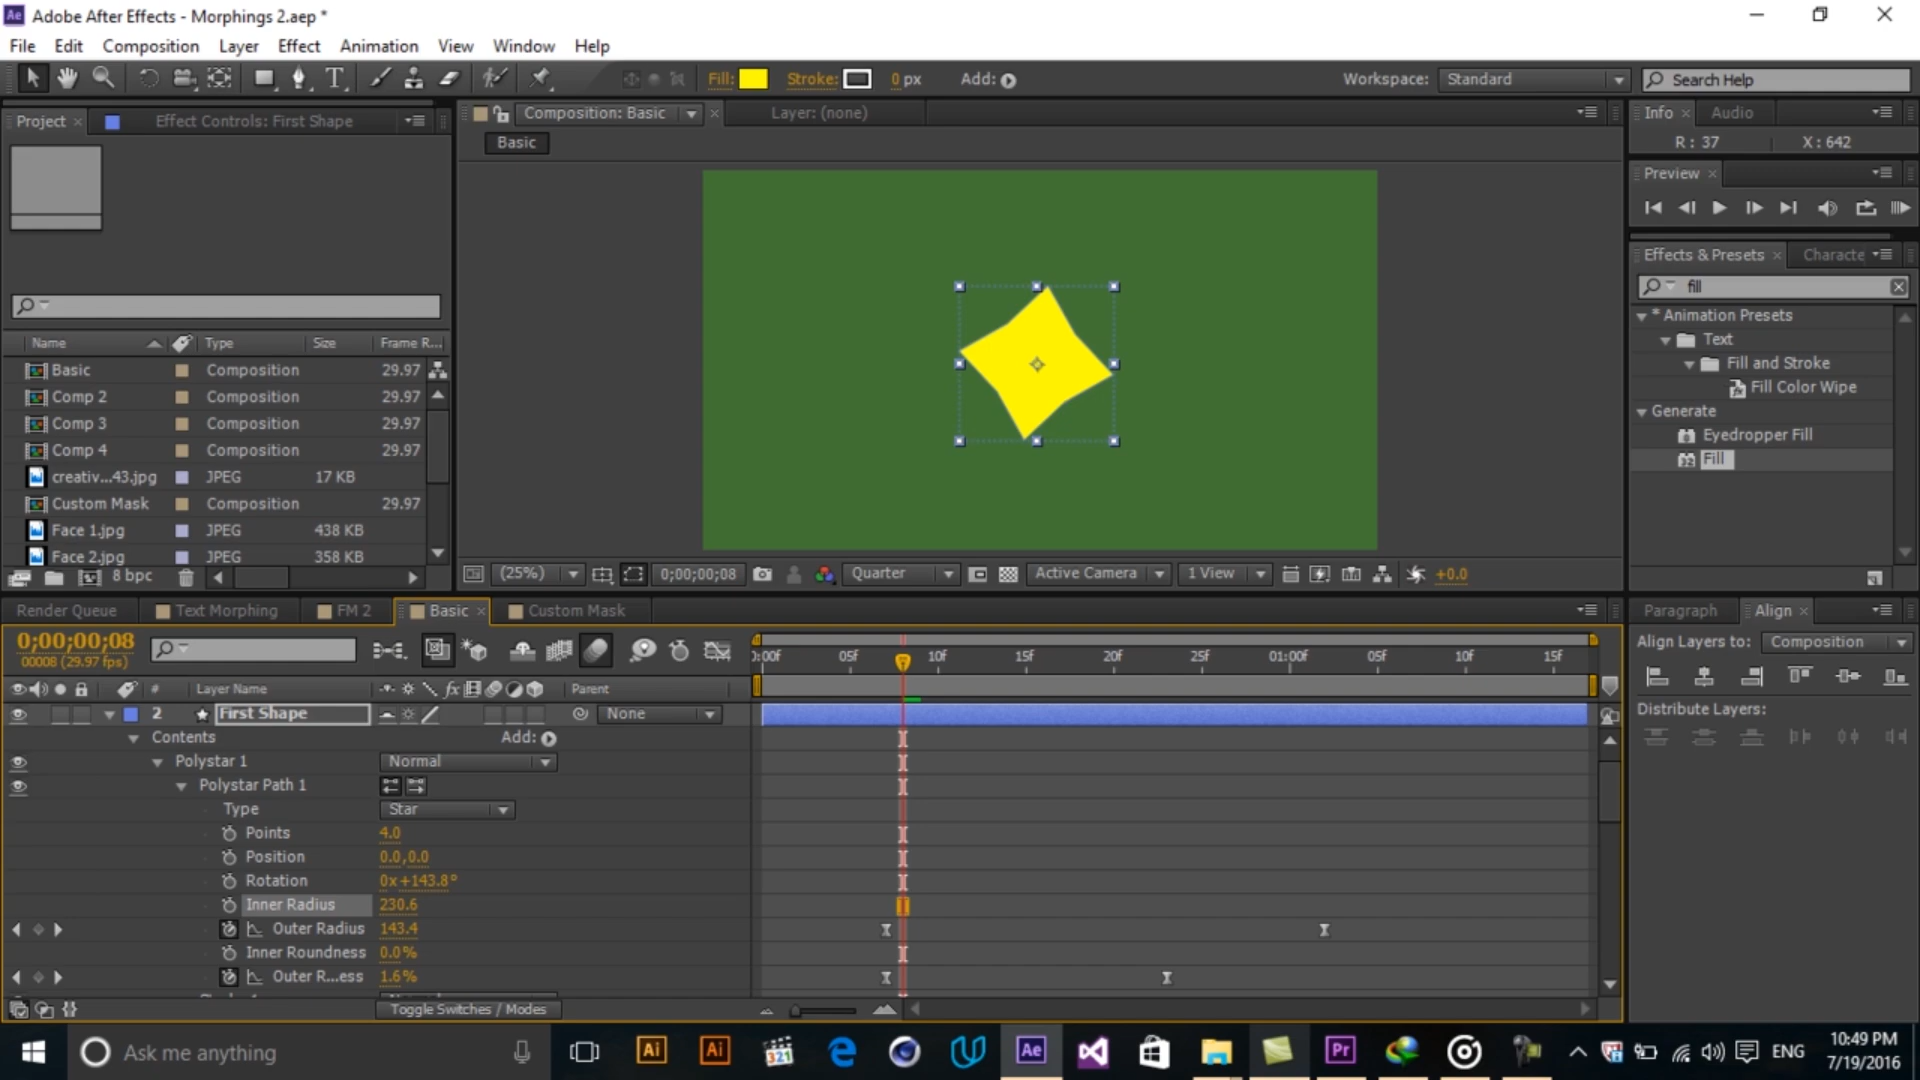 Ae Adobe After Effects - Morphings 2.aep *
File Edit Composition Layer Effect Animation View Window Help
T Fill: Stroke: 0 px Add: Workspace: Standard Search Help
Project × Effect Controls: First Shape
Composition: Basic × Layer: (none)
Basic
Info × Audio
R : 37 X : 642
Preview ×
Effects & Presets × Characte
fill
* Animation Presets
Text
Fill and Stroke
Fill Color Wipe
Generate
Eyedropper Fill
32 Fill
Name Type Size Frame R...
Basic Composition 29.97
Comp 2 Composition 29.97
Comp 3 Composition 29.97
Comp 4 Composition 29.97
creativ...43.jpg JPEG 17 KB
Custom Mask Composition 29.97
Face 1.jpg JPEG 438 KB
Face 2.jpg JPEG 358 KB
8 bpc
(25%) 0;00;00;08 Quarter Active Camera 1 View +0.0
Render Queue Text Morphing FM 2 Basic × Custom Mask
Paragraph Align ×
0;00;00;08
00008 (29.97 fps)
):00f 05f 10f 15f 20f 25f 01:00f 05f 10f 15f
Align Layers to: Composition
Distribute Layers:
# Layer Name fx Parent
2 First Shape None
Contents Add:
Polystar 1 Normal
Polystar Path 1
Type Star
Points 4.0
Position 0.0,0.0
Rotation 0x+143.8°
Inner Radius 230.6
Outer Radius 143.4
Inner Roundness 0.0%
Outer R...ess 1.6%
Toggle Switches / Modes
Ask me anything Ai Ai 321 Ae Pr ENG
10:49 PM
7/19/2016